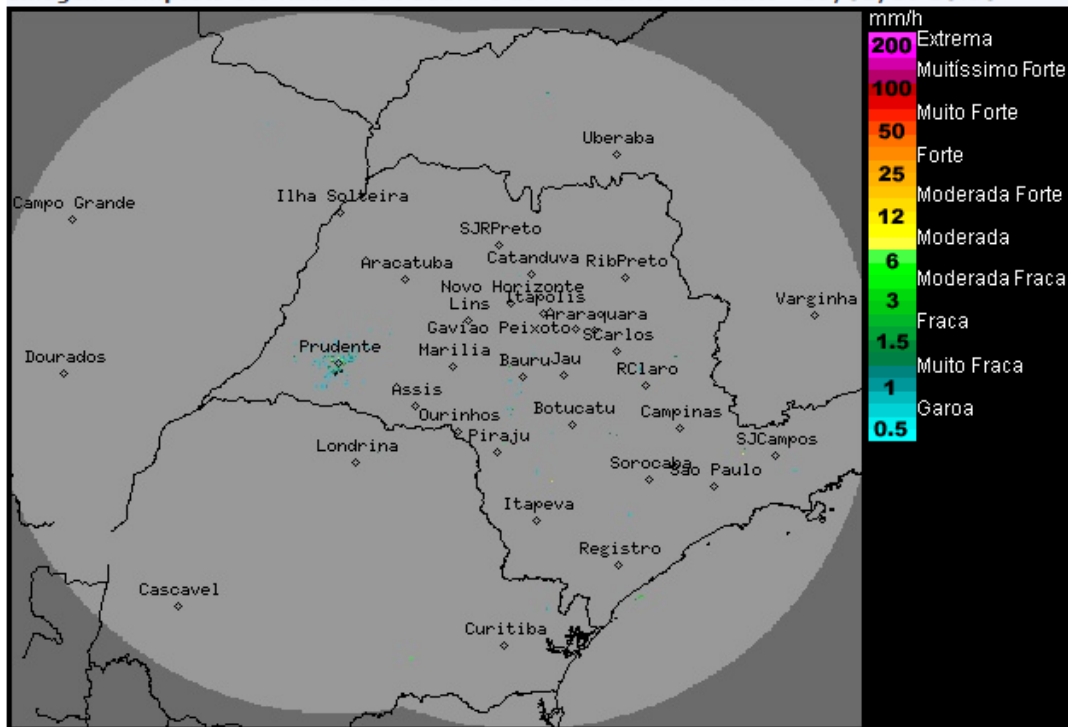 mm/h
200 Extrema
Muitíssimo Forte
100
Muito Forte
50
Forte
25
Moderada Forte
12
Moderada
6
Moderada Fraca
3
Fraca
1.5
Muito Fraca
1
Garoa
0.5
Uberaba
Campo Grande
Ilha Solteira
SJRPreto
Catanduva
RibPreto
Aracatuba
Novo Horizonte
Itapolis
Lins
Araraquara
Varginha
Gaviao Peixoto
SCarlos
Prudente
Marilia
Dourados
Bauru
Jau
RClaro
Assis
Ourinhos
Botucatu
Campinas
Piraju
SJCampos
Londrina
Sorocaba
Sao Paulo
Itapeva
Registro
Cascavel
Curitiba